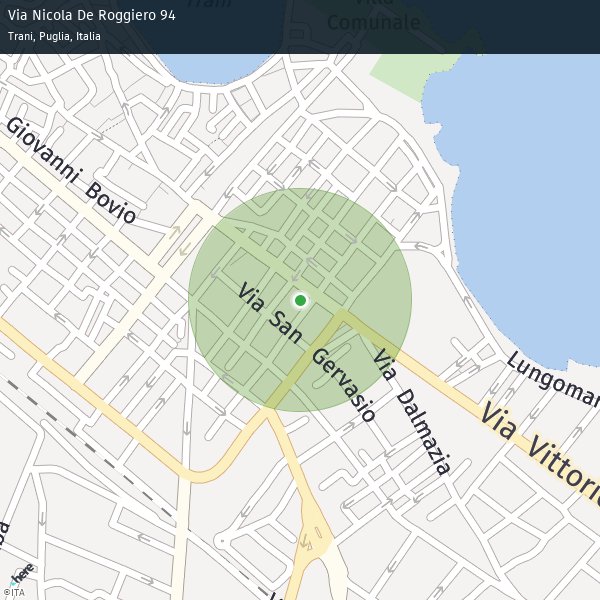 Via Nicola De Roggiero 94
Trani, Puglia, Italia
Trani
Villa
Comunale
Giovanni Bovio
Via San Gervasio
Via Dalmazia
Lungomar
Via Vittorio
here
©ITA